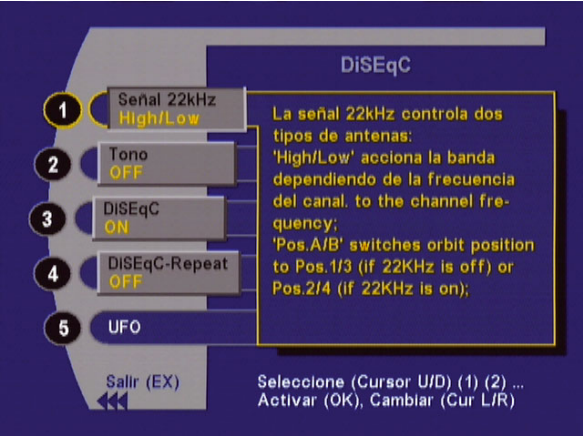 DiSEqC
1
Señal 22kHz
High/Low
2
Tono
OFF
3
DiSEqC
ON
4
DiSEqC-Repeat
OFF
5
UFO
La señal 22kHz controla dos
tipos de antenas:
'High/Low' acciona la banda
dependiendo de la frecuencia
del canal. to the channel fre-
quency;
'Pos.A/B' switches orbit position
to Pos.1/3 (if 22KHz is off) or
Pos.2/4 (if 22KHz is on);
Salir (EX)
Seleccione (Cursor U/D) (1) (2) ...
Activar (OK), Cambiar (Cur L/R)